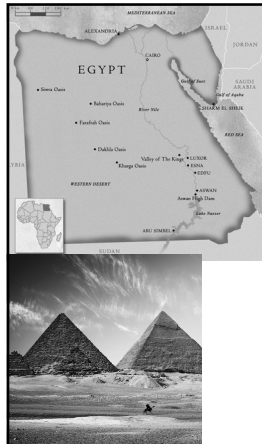 MEDITERRANEAN SEA
ISRAEL
ALEXANDRIA
JORDAN
CAIRO
EGYPT
Gulf of Suez
SAUDI
ARABIA
Gulf of Aqaba
Siwa Oasis
Bahariya Oasis
River Nile
SHARM EL SHEIK
Farafrah Oasis
RED SEA
Dakhla Oasis
Valley of The Kings
LUXOR
Kharga Oasis
ESNA
EDFU
WESTERN DESERT
ASWAN
Aswan High Dam
Lake Nasser
ABU SIMBEL
SUDAN